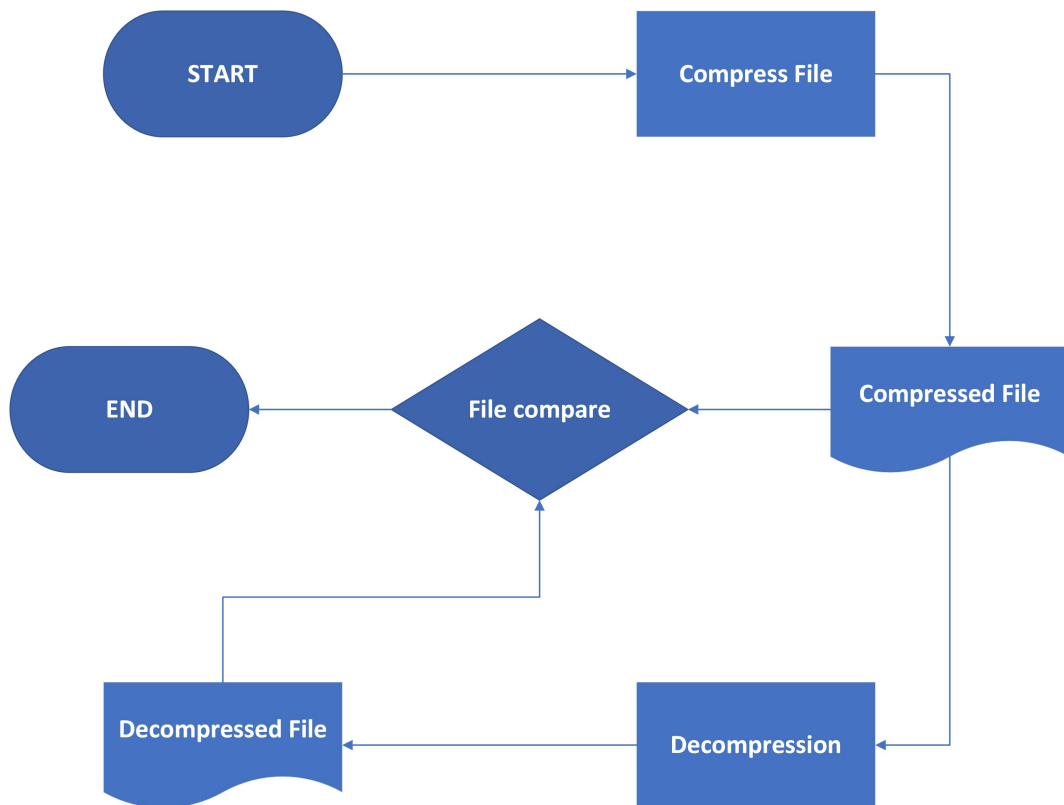 START
Compress File
END
File compare
Compressed File
Decompressed File
Decompression